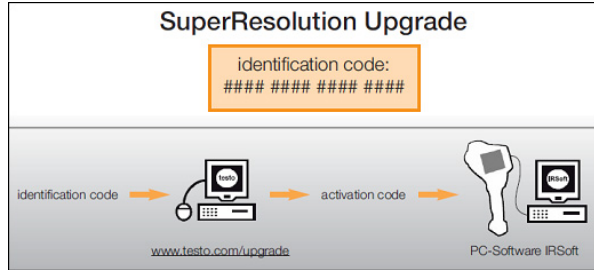 SuperResolution Upgrade
identification code:
#### #### #### ####
identification code
testo
activation code
IRSoft
www.testo.com/upgrade
PC-Software IRSoft